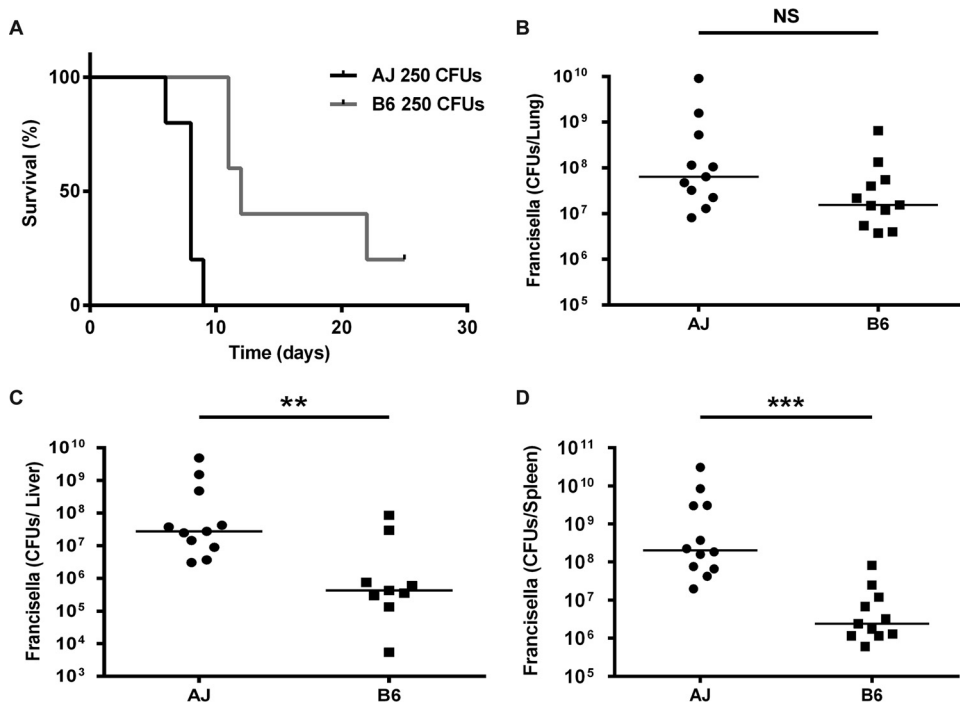 A
Survival (%)
100
50
0
0
10
20
30
Time (days)
AJ 250 CFUs
B6 250 CFUs
B
NS
Francisella (CFUs/Lung)
10^10
10^9
10^8
10^7
10^6
10^5
AJ
B6
C
**
Francisella (CFUs/ Liver)
10^10
10^9
10^8
10^7
10^6
10^5
10^4
10^3
AJ
B6
D
***
Francisella (CFUs/Spleen)
10^11
10^10
10^9
10^8
10^7
10^6
10^5
AJ
B6